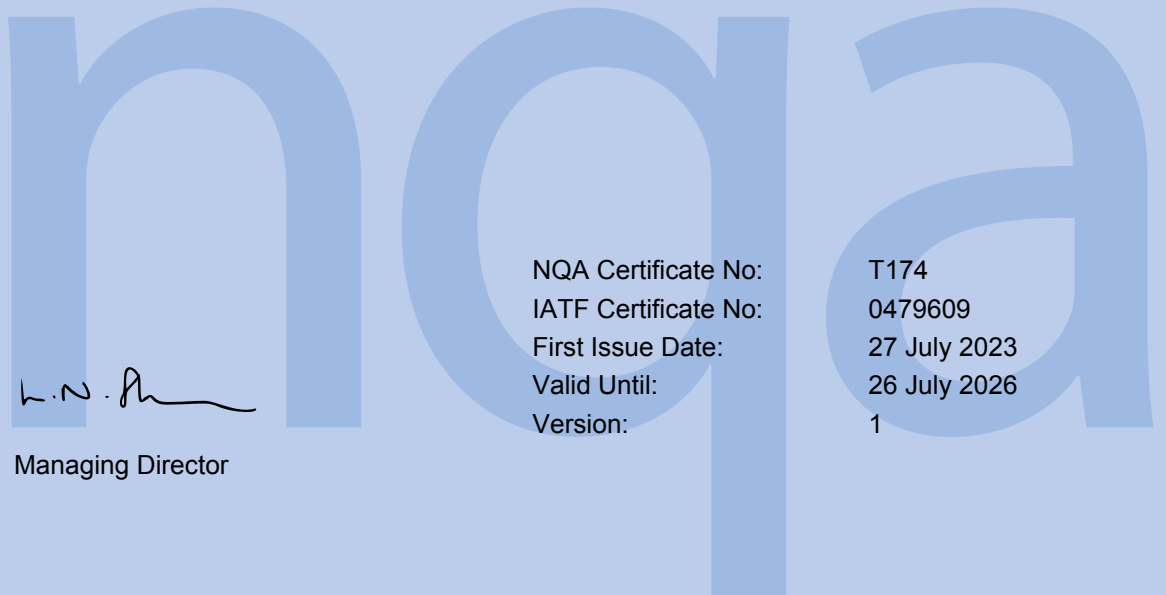 nqa
NQA Certificate No: T174
IATF Certificate No: 0479609
First Issue Date: 27 July 2023
Valid Until: 26 July 2026
Version: 1
L.N.
Managing Director